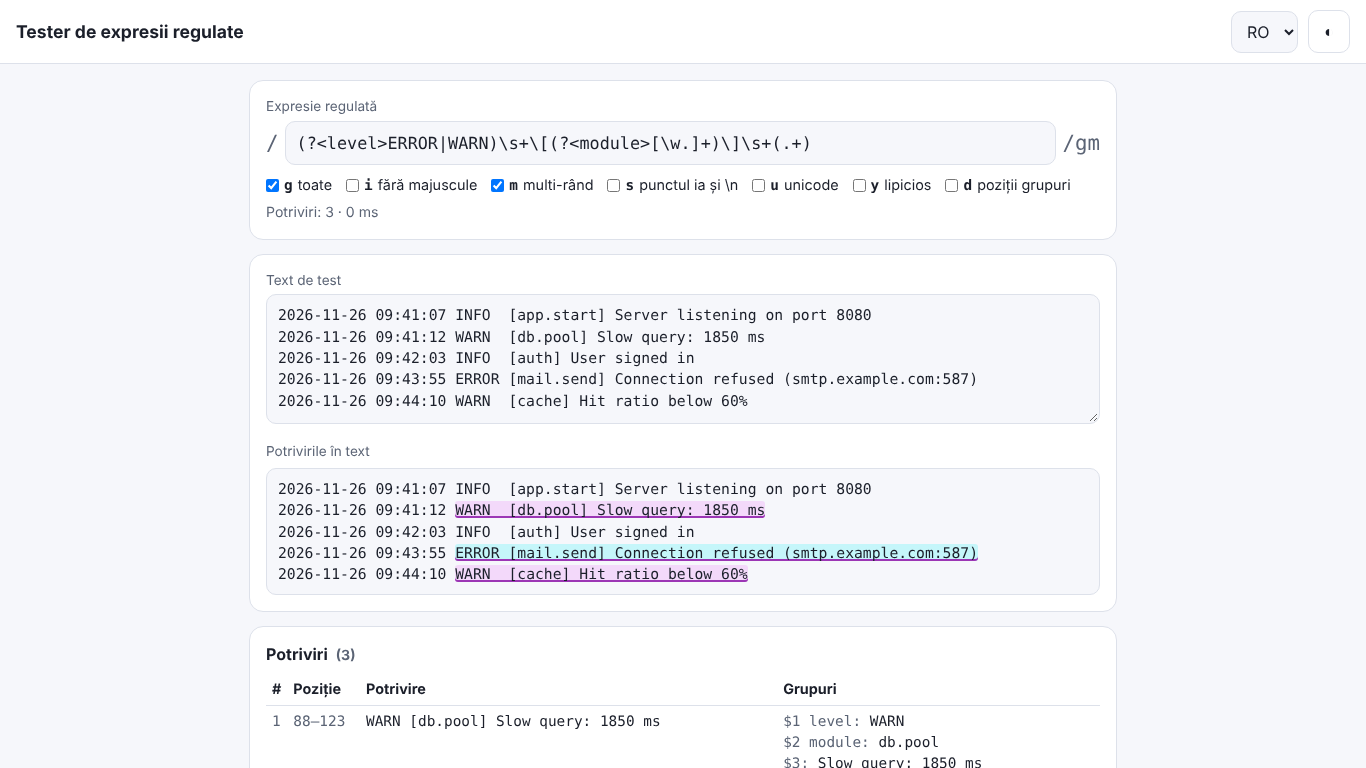 Tester de expresii regulate
RO
Expresie regulată
/ (?<level>ERROR|WARN)\s+\[(?<module>[\w.]+)\]\s+(.+) /gm
g toate i fără majuscule m multi-rând s punctul ia și \n u unicode y lipicios d poziții grupuri
Potriviri: 3 · 0 ms
Text de test
2026-11-26 09:41:07 INFO  [app.start] Server listening on port 8080
2026-11-26 09:41:12 WARN  [db.pool] Slow query: 1850 ms
2026-11-26 09:42:03 INFO  [auth] User signed in
2026-11-26 09:43:55 ERROR [mail.send] Connection refused (smtp.example.com:587)
2026-11-26 09:44:10 WARN  [cache] Hit ratio below 60%
Potrivirile în text
2026-11-26 09:41:07 INFO  [app.start] Server listening on port 8080
2026-11-26 09:41:12 WARN  [db.pool] Slow query: 1850 ms
2026-11-26 09:42:03 INFO  [auth] User signed in
2026-11-26 09:43:55 ERROR [mail.send] Connection refused (smtp.example.com:587)
2026-11-26 09:44:10 WARN  [cache] Hit ratio below 60%
Potriviri (3)
# Poziție Potrivire Grupuri
1 88–123 WARN [db.pool] Slow query: 1850 ms $1 level: WARN
$2 module: db.pool
$3: Slow query: 1850 ms